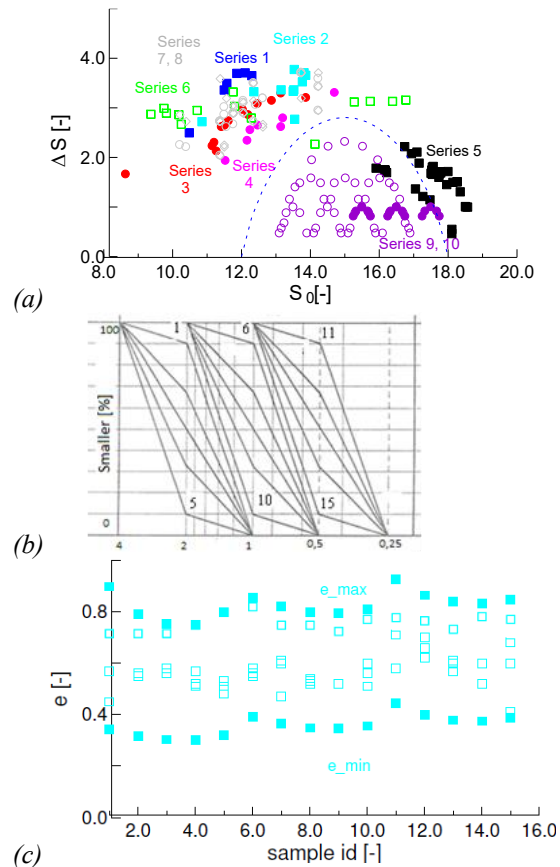 Series 7, 8
Series 1
Series 2
Series 6
Series 3
Series 4
Series 5
Series 9, 10
ΔS [-]
4.0
2.0
0.0
8.0 10.0 12.0 14.0 16.0 18.0 20.0
S0[-]
(a)
100
Smaller [%]
0
1 6 11
5 10 15
4 2 1 0,5 0,25
(b)
e_max
e_min
e [-]
0.8
0.4
0.0
2.0 4.0 6.0 8.0 10.0 12.0 14.0 16.0
sample id [-]
(c)